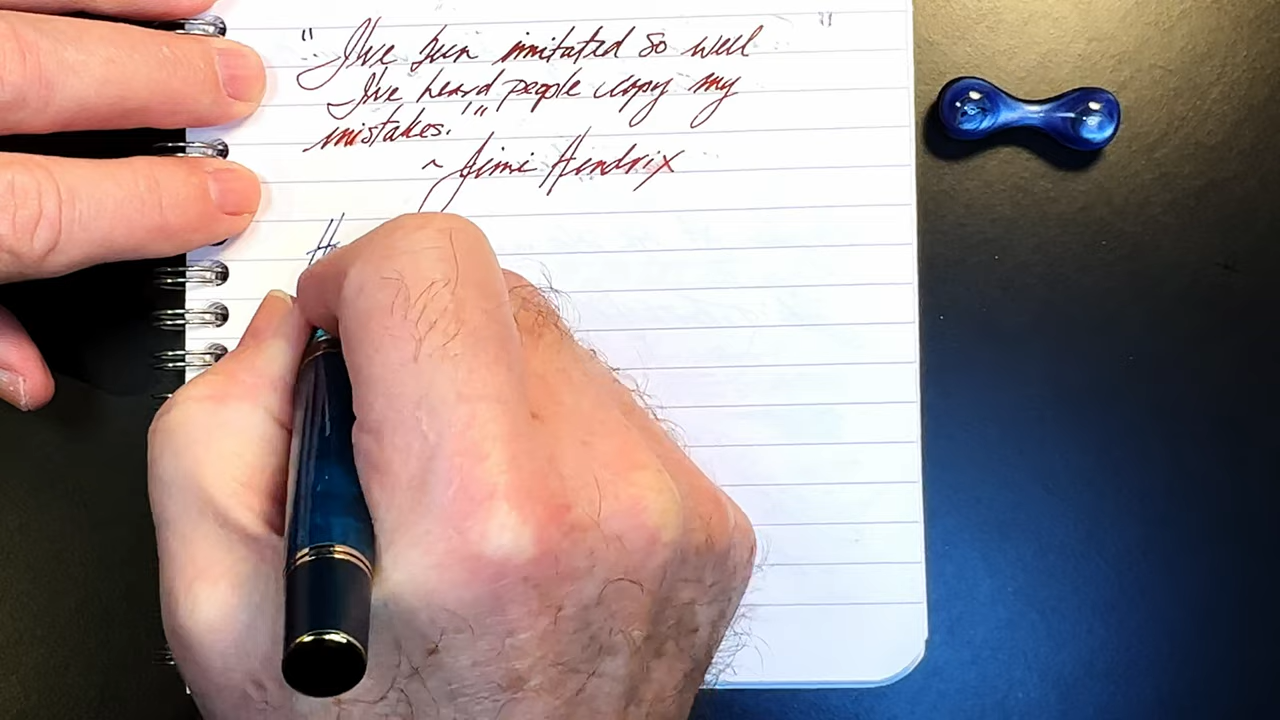 "I've been imitated so well "
I've heard people copy my
mistakes."
~ Jimi Hendrix